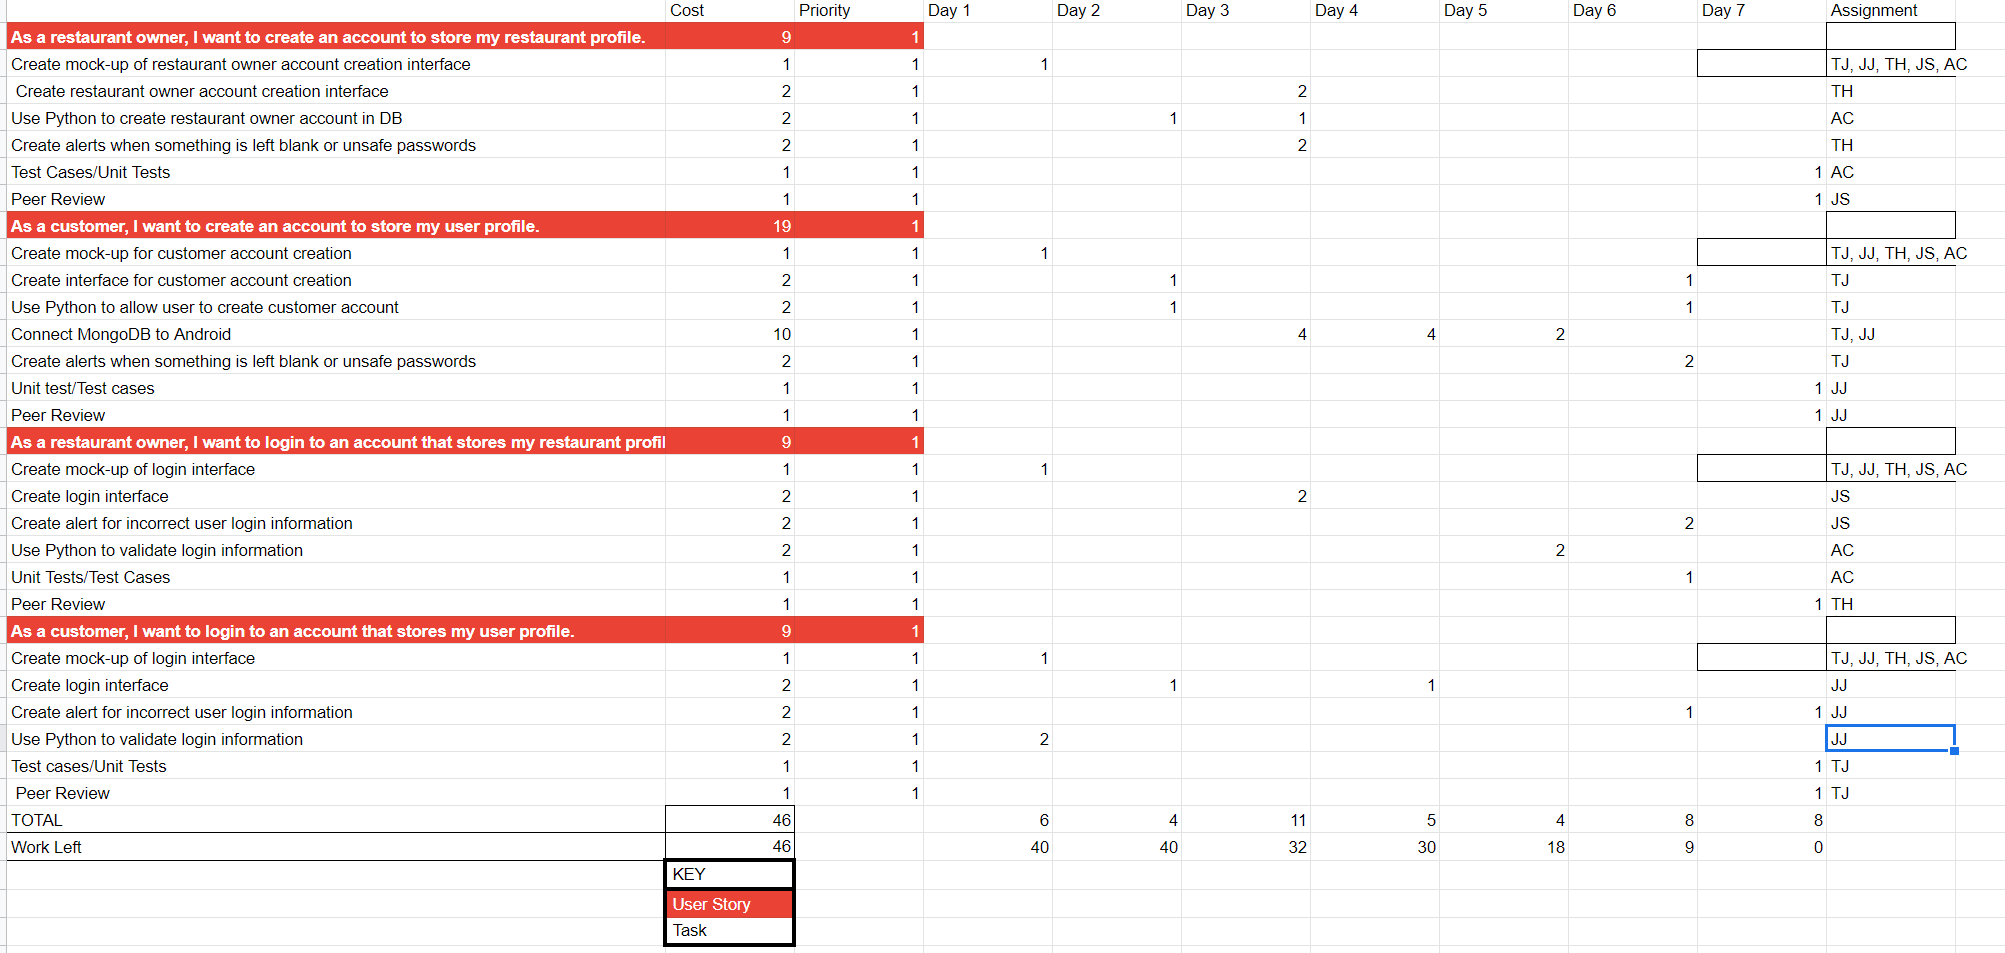 Cost Priority Day 1 Day 2 Day 3 Day 4 Day 5 Day 6 Day 7 Assignment
As a restaurant owner, I want to create an account to store my restaurant profile. 9 1
Create mock-up of restaurant owner account creation interface 1 1 1 TJ, JJ, TH, JS, AC
Create restaurant owner account creation interface 2 1 2 TH
Use Python to create restaurant owner account in DB 2 1 1 1 AC
Create alerts when something is left blank or unsafe passwords 2 1 2 TH
Test Cases/Unit Tests 1 1 1 AC
Peer Review 1 1 1 JS
As a customer, I want to create an account to store my user profile. 19 1
Create mock-up for customer account creation 1 1 1 TJ, JJ, TH, JS, AC
Create interface for customer account creation 2 1 1 1 TJ
Use Python to allow user to create customer account 2 1 1 1 TJ
Connect MongoDB to Android 10 1 4 4 2 TJ, JJ
Create alerts when something is left blank or unsafe passwords 2 1 2 TJ
Unit test/Test cases 1 1 1 JJ
Peer Review 1 1 1 JJ
As a restaurant owner, I want to login to an account that stores my restaurant profil 9 1
Create mock-up of login interface 1 1 1 TJ, JJ, TH, JS, AC
Create login interface 2 1 2 JS
Create alert for incorrect user login information 2 1 2 JS
Use Python to validate login information 2 1 2 AC
Unit Tests/Test Cases 1 1 1 AC
Peer Review 1 1 1 TH
As a customer, I want to login to an account that stores my user profile. 9 1
Create mock-up of login interface 1 1 1 TJ, JJ, TH, JS, AC
Create login interface 2 1 1 1 JJ
Create alert for incorrect user login information 2 1 1 1 JJ
Use Python to validate login information 2 1 2 JJ
Test cases/Unit Tests 1 1 1 TJ
Peer Review 1 1 1 TJ
TOTAL 46 6 4 11 5 4 8 8
Work Left 46 40 40 32 30 18 9 0
KEY
User Story
Task